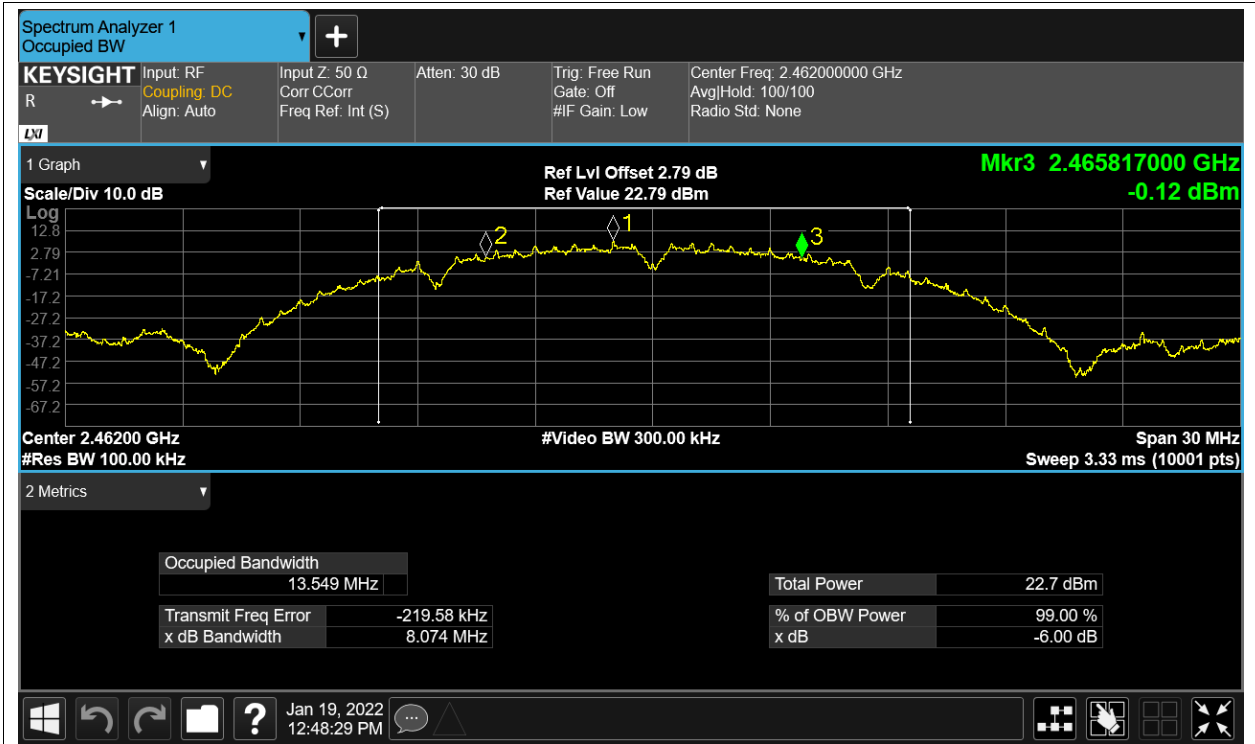 Spectrum Analyzer 1
Occupied BW
KEYSIGHT
R
LXI
Input: RF
Coupling: DC
Align: Auto
Input Z: 50 Ω
Corr CCorr
Freq Ref: Int (S)
Atten: 30 dB
Trig: Free Run
Gate: Off
#IF Gain: Low
Center Freq: 2.462000000 GHz
Avg|Hold: 100/100
Radio Std: None
1 Graph
Scale/Div 10.0 dB
Ref Lvl Offset 2.79 dB
Ref Value 22.79 dBm
Mkr3 2.465817000 GHz
-0.12 dBm
Log
12.8
2.79
-7.21
-17.2
-27.2
-37.2
-47.2
-57.2
-67.2
2
1
3
Center 2.46200 GHz
#Res BW 100.00 kHz
#Video BW 300.00 kHz
Span 30 MHz
Sweep 3.33 ms (10001 pts)
2 Metrics
Occupied Bandwidth
13.549 MHz
Transmit Freq Error -219.58 kHz
x dB Bandwidth 8.074 MHz
Total Power 22.7 dBm
% of OBW Power 99.00 %
x dB -6.00 dB
?
Jan 19, 2022
12:48:29 PM